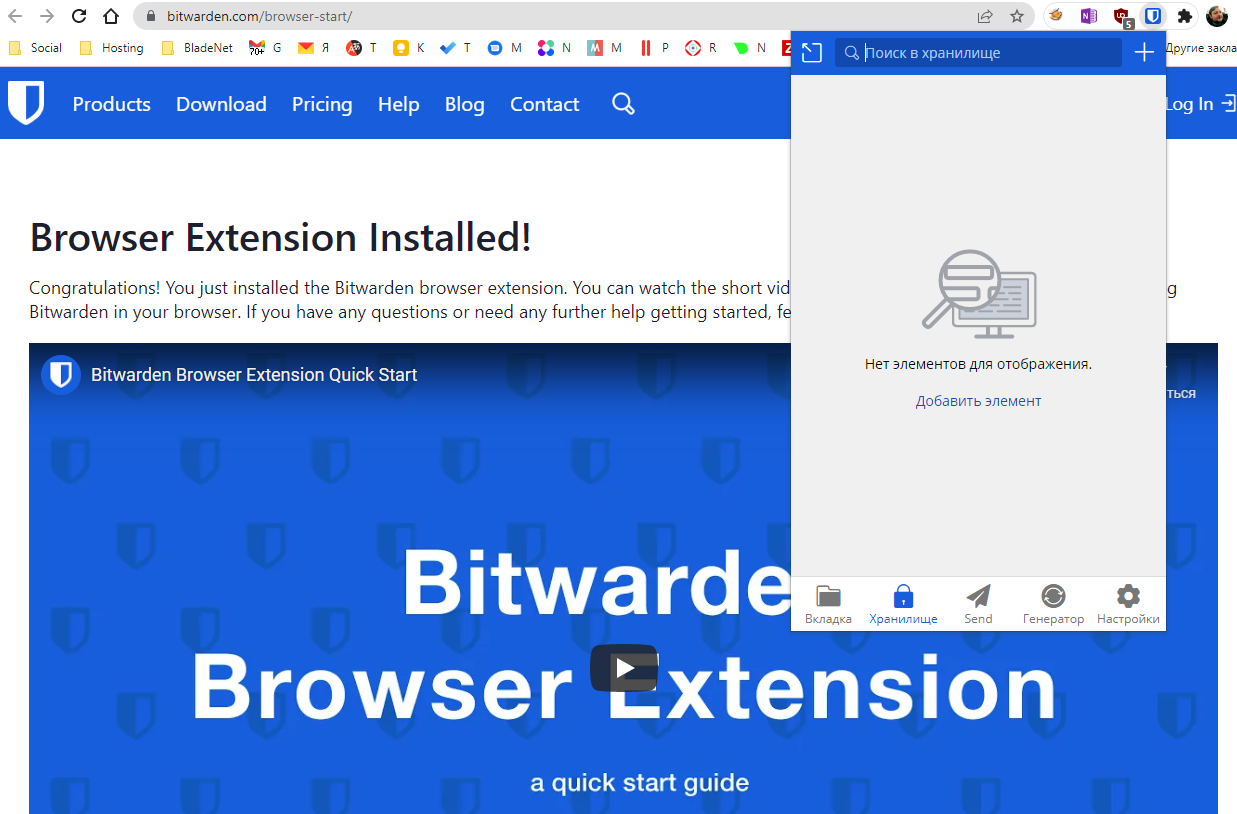 bitwarden.com/browser-start/
5
Social Hosting BladeNet 70+ G Я Т K T M N M P R N Z Другие закла
Products Download Pricing Help Blog Contact Log In
Поиск в хранилище
Browser Extension Installed!
Congratulations! You just installed the Bitwarden browser extension. You can watch the short vid g
Bitwarden in your browser. If you have any questions or need any further help getting started, fe
Нет элементов для отображения.
Добавить элемент
Вкладка Хранилище Send Генератор Настройки
Bitwarden Browser Extension Quick Start
ться
Bitwarde
Browser Extension
a quick start guide